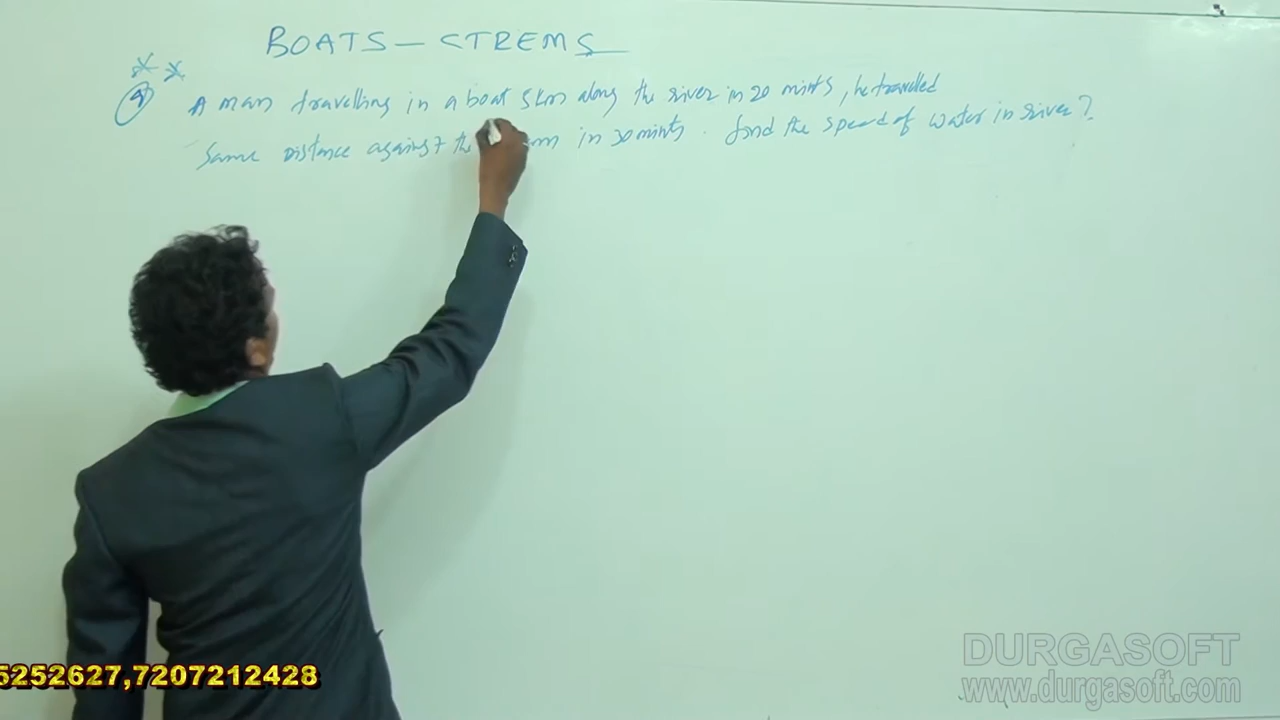 BOATS - STREMS
Q A man travelling in a boat 5km along the river in 20 mints, he travelled
Same Distance against the in 30 mints. find the speed of water in river?
5252627,7207212428
DURGASOFT
www.durgasoft.com